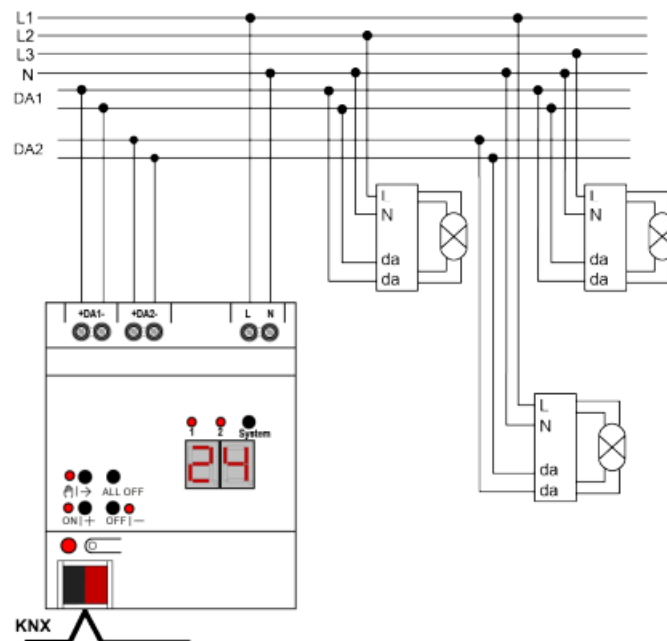 L1
L2
L3
N
DA1
DA2
L
N
da
da
L
N
da
da
+DA1-
+DA2-
L
N
1
2
System
24
|→
ALL OFF
ON|+
OFF|−
L
N
da
da
KNX